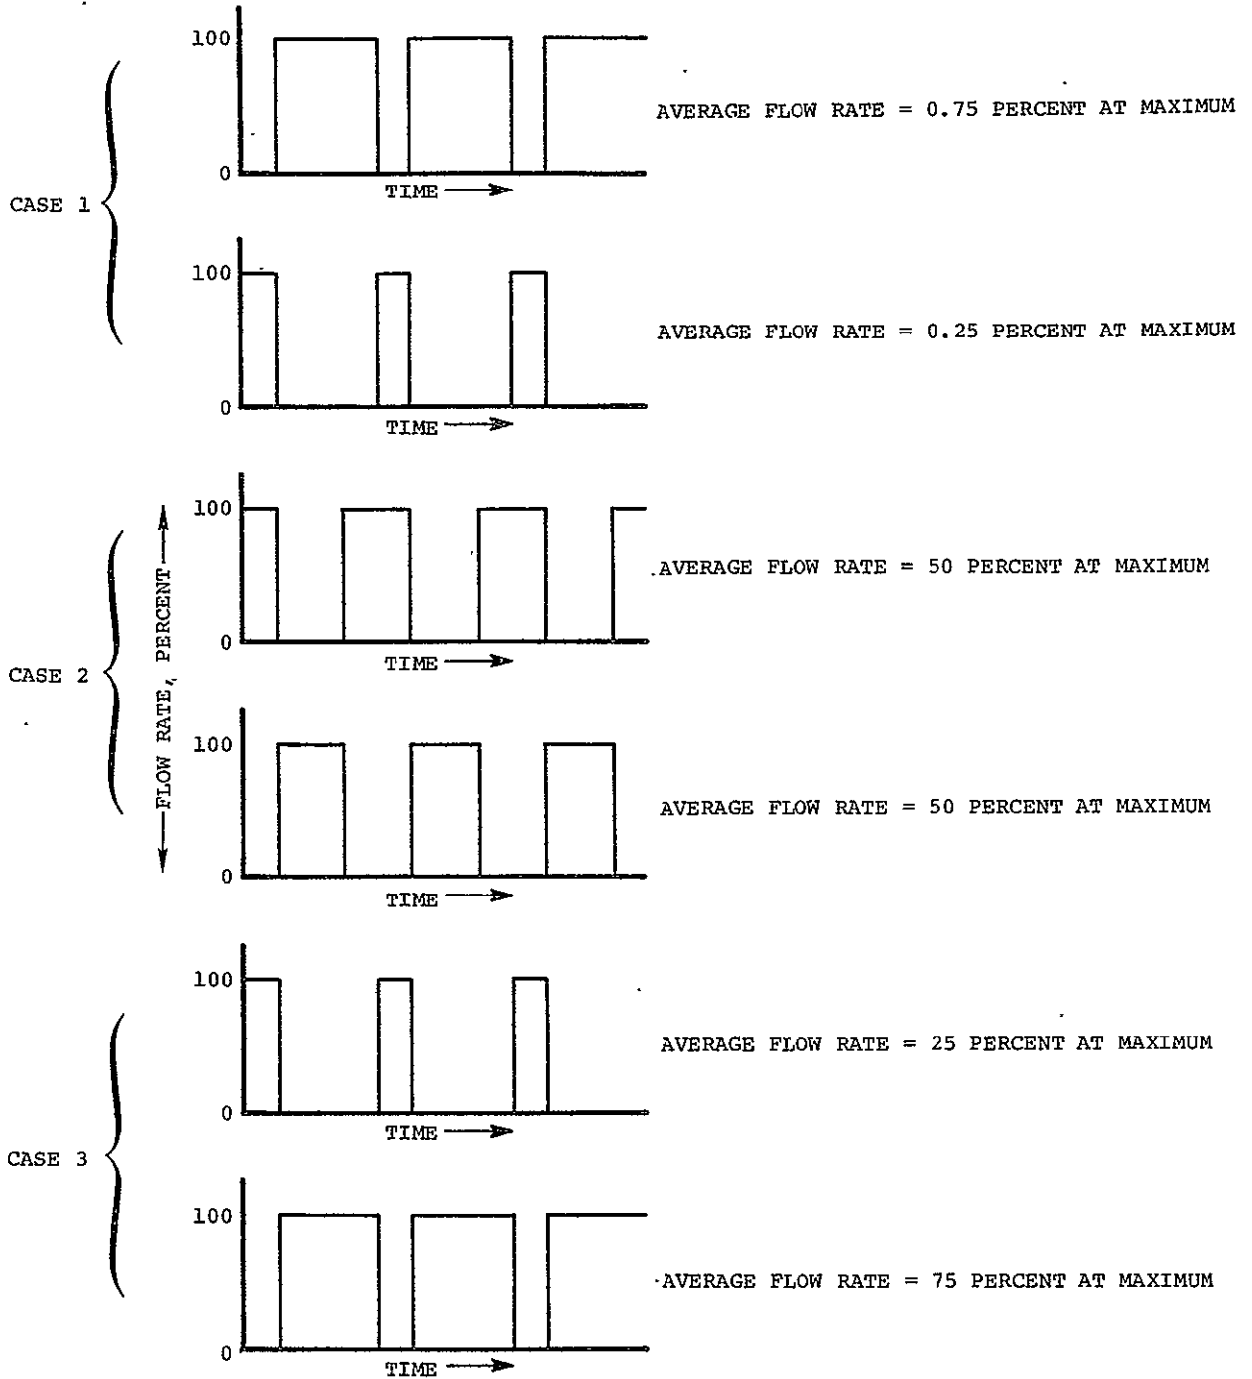 CASE 1
100
AVERAGE FLOW RATE = 0.75 PERCENT AT MAXIMUM
0
TIME
100
AVERAGE FLOW RATE = 0.25 PERCENT AT MAXIMUM
0
TIME
CASE 2
FLOW RATE, PERCENT
100
AVERAGE FLOW RATE = 50 PERCENT AT MAXIMUM
0
TIME
100
AVERAGE FLOW RATE = 50 PERCENT AT MAXIMUM
0
TIME
CASE 3
100
AVERAGE FLOW RATE = 25 PERCENT AT MAXIMUM
0
TIME
100
AVERAGE FLOW RATE = 75 PERCENT AT MAXIMUM
0
TIME